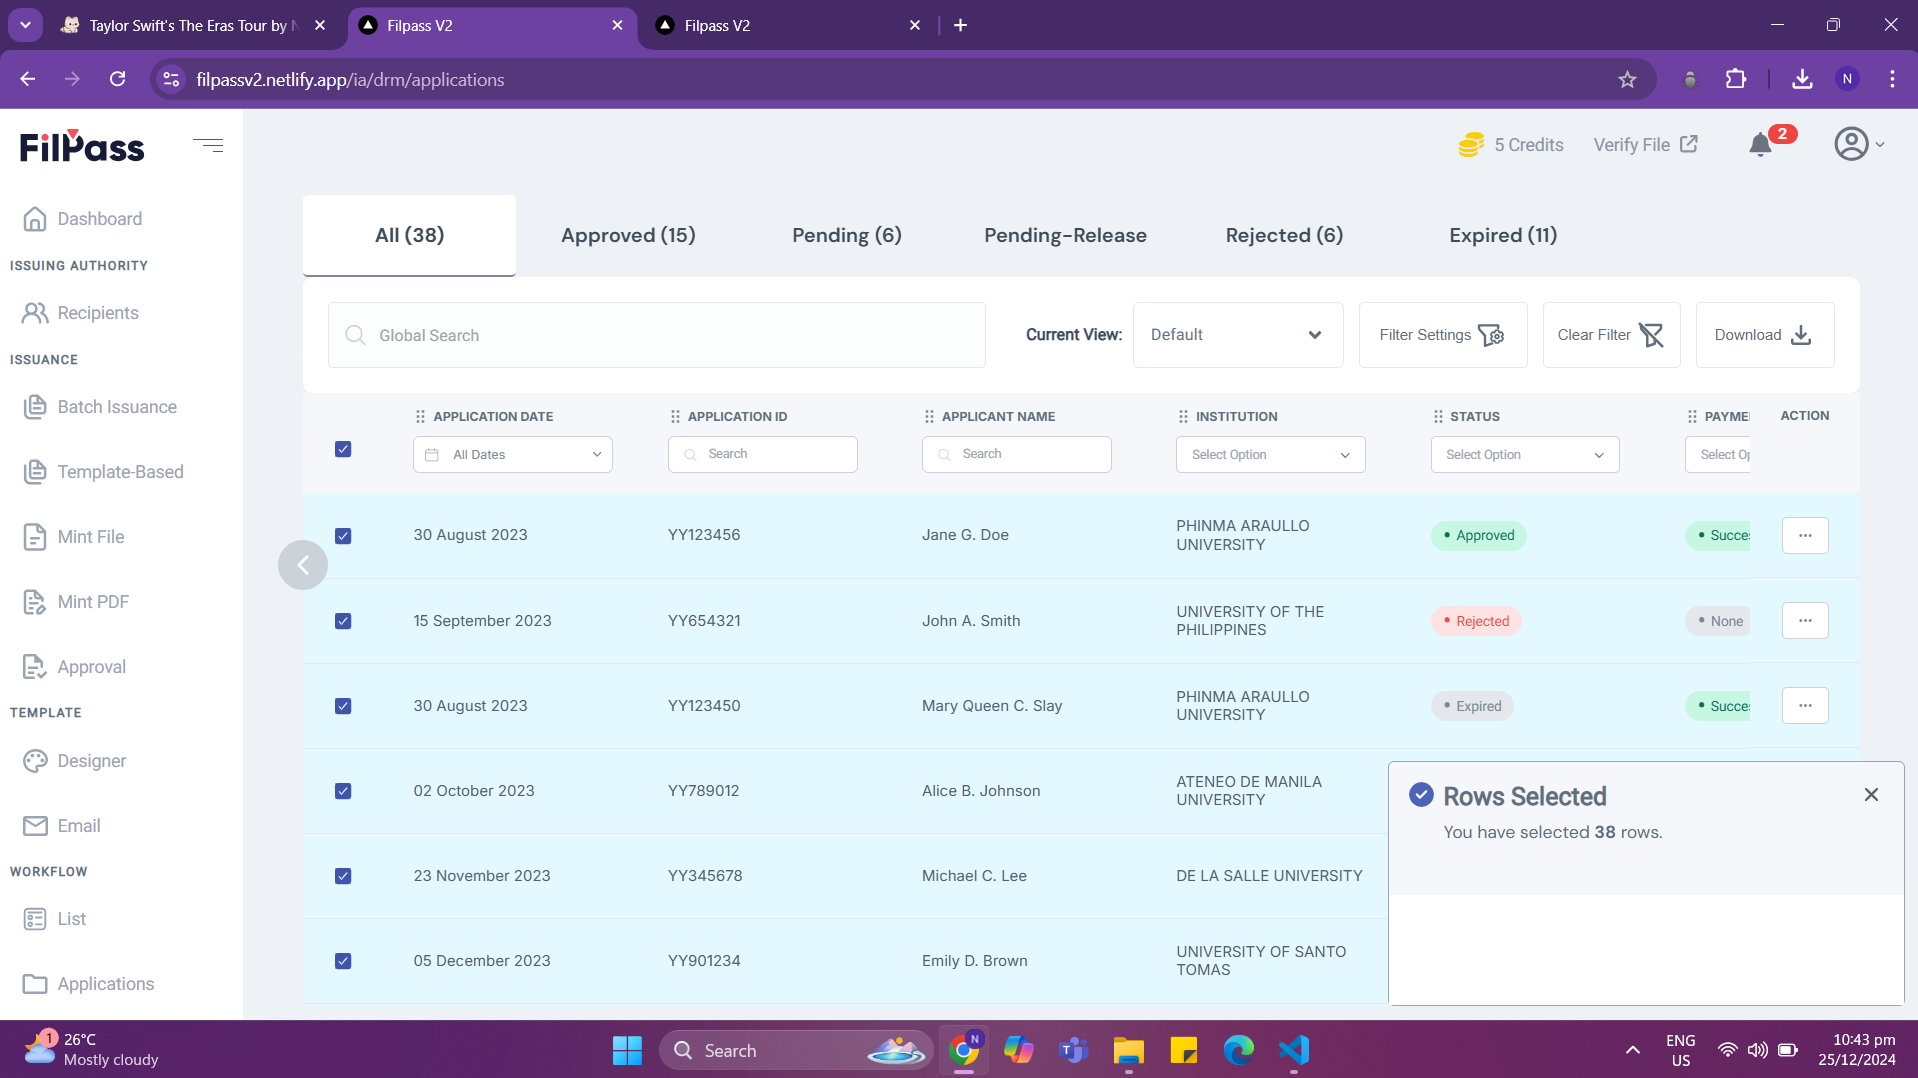 Taylor Swift's The Eras Tour by
Filpass V2
Filpass V2
filpassv2.netlify.app/ia/drm/applications
N
FilPass
5 Credits
Verify File
2
Dashboard
ISSUING AUTHORITY
Recipients
ISSUANCE
Batch Issuance
Template-Based
Mint File
Mint PDF
Approval
TEMPLATE
Designer
Email
WORKFLOW
List
Applications
All (38)
Approved (15)
Pending (6)
Pending-Release
Rejected (6)
Expired (11)
Global Search
Current View:
Default
Filter Settings
Clear Filter
Download
APPLICATION DATE
APPLICATION ID
APPLICANT NAME
INSTITUTION
STATUS
PAYME
ACTION
All Dates
Search
Search
Select Option
Select Option
Select Op
30 August 2023
YY123456
Jane G. Doe
PHINMA ARAULLO
UNIVERSITY
Approved
Succes
...
15 September 2023
YY654321
John A. Smith
UNIVERSITY OF THE
PHILIPPINES
Rejected
None
...
30 August 2023
YY123450
Mary Queen C. Slay
PHINMA ARAULLO
UNIVERSITY
Expired
Succes
...
02 October 2023
YY789012
Alice B. Johnson
ATENEO DE MANILA
UNIVERSITY
23 November 2023
YY345678
Michael C. Lee
DE LA SALLE UNIVERSITY
05 December 2023
YY901234
Emily D. Brown
UNIVERSITY OF SANTO
TOMAS
Rows Selected
You have selected 38 rows.
1
26°C
Mostly cloudy
Search
N
ENG
US
10:43 pm
25/12/2024